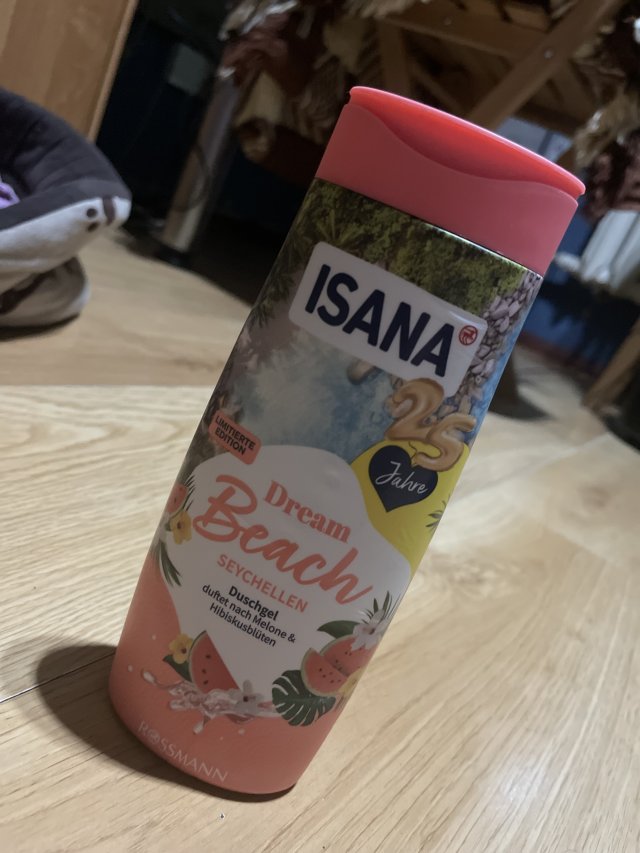 ISANA
25
Jahre
LIMITIERTE
EDITION
Dream
Beach
SEYCHELLEN
Duschgel
duftet nach Melone &
Hibiskusblüten
ROSSMANN